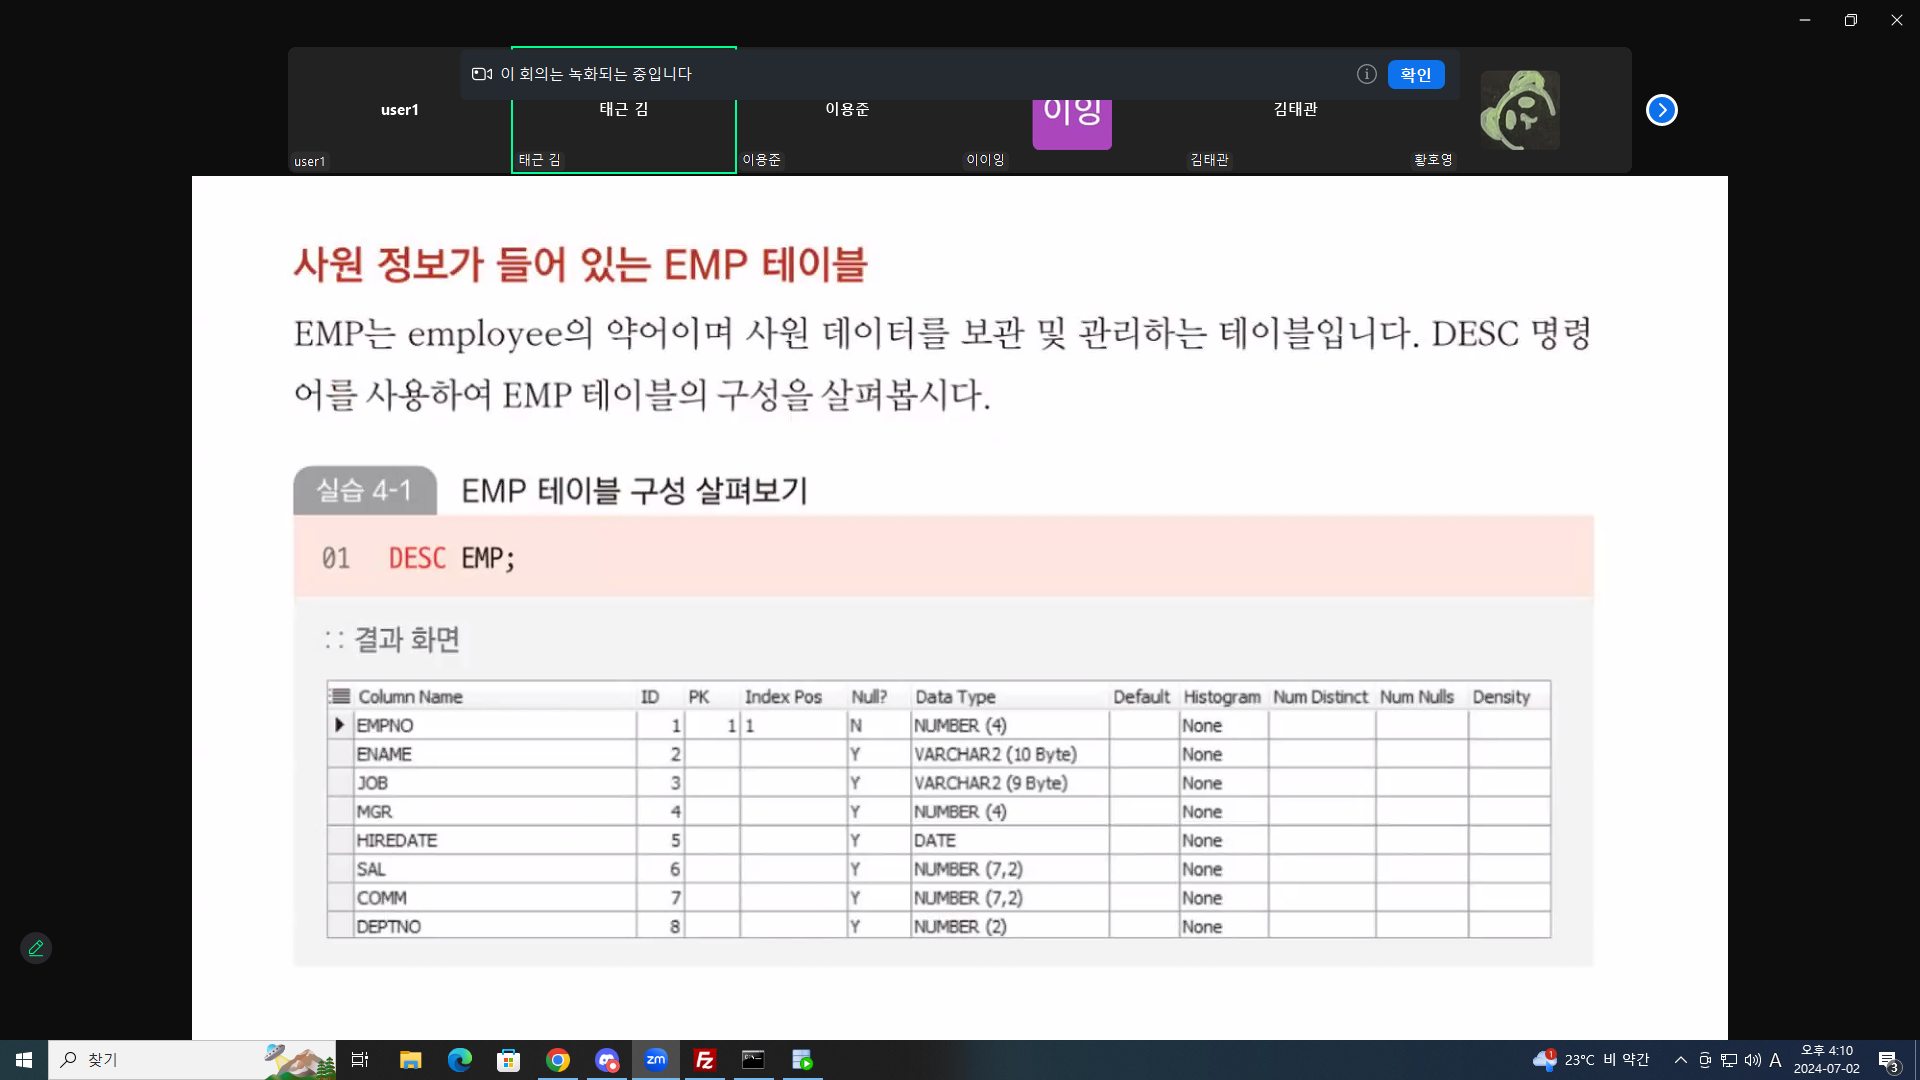 이 회의는 녹화되는 중입니다
확인
user1
태근 김
이용준
이잉
김태관
user1
태근 김
이용준
이이잉
김태관
황호영
사원 정보가 들어 있는 EMP 테이블
EMP는 employee의 약어이며 사원 데이터를 보관 및 관리하는 테이블입니다. DESC 명령
어를 사용하여 EMP 테이블의 구성을 살펴봅시다.
실습 4-1 EMP 테이블 구성 살펴보기
01 DESC EMP;
:: 결과 화면
Column Name ID PK Index Pos Null? Data Type Default Histogram Num Distinct Num Nulls Density
EMPNO 1 1 1 N NUMBER (4) None
ENAME 2 Y VARCHAR2 (10 Byte) None
JOB 3 Y VARCHAR2 (9 Byte) None
MGR 4 Y NUMBER (4) None
HIREDATE 5 Y DATE None
SAL 6 Y NUMBER (7,2) None
COMM 7 Y NUMBER (7,2) None
DEPTNO 8 Y NUMBER (2) None
찾기
zm
Fz
1
23°C 비 약간
A
오후 4:10
2024-07-02
3